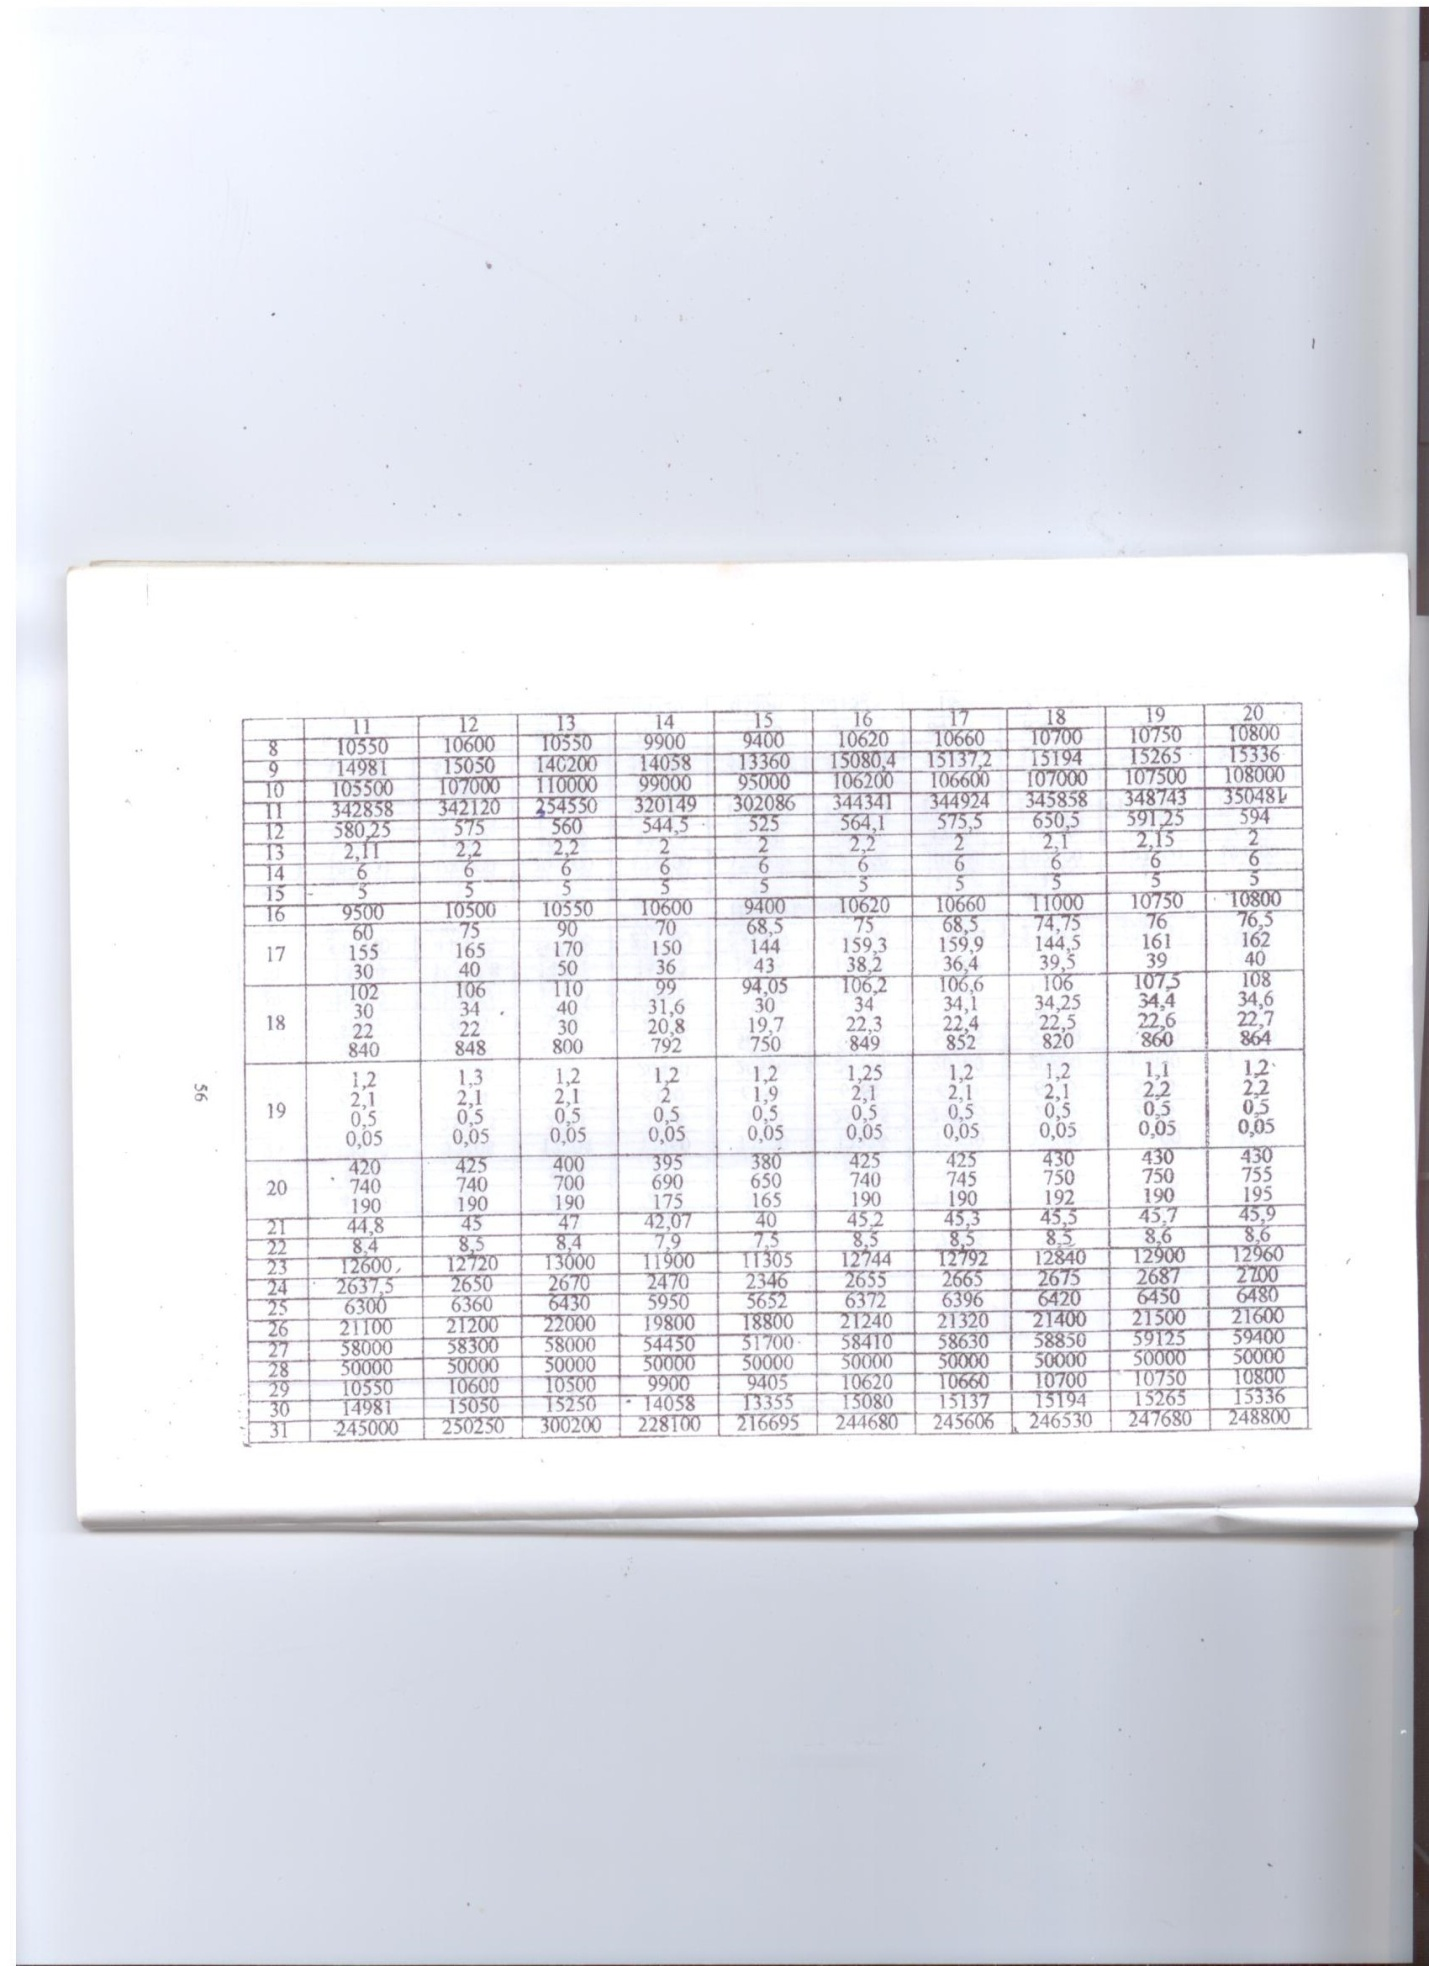 11 12 13 14 15 16 17 18 19 20
8 10550 10600 10550 9900 9400 10620 10660 10700 10750 10800
9 14981 15050 140200 14058 13360 15080,4 15137,2 15194 15265 15336
10 105500 107000 110000 99000 95000 106200 106600 107000 107500 108000
11 342858 342120 254550 320149 302086 344341 344924 345858 348743 350481
12 580,25 575 560 544,5 525 564,1 575,5 650,5 591,25 594
13 2,11 2,2 2,2 2 2 2,2 2 2,1 2,15 2
14 6 6 6 6 6 6 6 6 6 6
15 5 5 5 5 5 5 5 5 5 5
16 9500 10500 10550 10600 9400 10620 10660 11000 10750 10800
60 75 90 70 68,5 75 68,5 74,75 76 76,5
17 155 165 170 150 144 159,3 159,9 144,5 161 162
30 40 50 36 43 38,2 36,4 39,5 39 40
102 106 110 99 94,05 106,2 106,6 106 107,5 108
30 34 40 31,6 30 34 34,1 34,25 34,4 34,6
18 22 22 30 20,8 19,7 22,3 22,4 22,5 22,6 22,7
840 848 800 792 750 849 852 820 860 864
1,2 1,3 1,2 1,2 1,2 1,25 1,2 1,2 1,1 1,2
2,1 2,1 2,1 2 1,9 2,1 2,1 2,1 2,2 2,2
19 0,5 0,5 0,5 0,5 0,5 0,5 0,5 0,5 0,5 0,5
0,05 0,05 0,05 0,05 0,05 0,05 0,05 0,05 0,05 0,05
420 425 400 395 380 425 425 430 430 430
20 740 740 700 690 650 740 745 750 750 755
190 190 190 175 165 190 190 192 190 195
21 44,8 45 47 42,07 40 45,2 45,3 45,5 45,7 45,9
22 8,4 8,5 8,4 7,9 7,5 8,5 8,5 8,5 8,6 8,6
23 12600 12720 13000 11900 11305 12744 12792 12840 12900 12960
24 2637,5 2650 2670 2470 2346 2655 2665 2675 2687 2700
25 6300 6360 6430 5950 5652 6372 6396 6420 6450 6480
26 21100 21200 22000 19800 18800 21240 21320 21400 21500 21600
27 58000 58300 58000 54450 51700 58410 58630 58850 59125 59400
28 50000 50000 50000 50000 50000 50000 50000 50000 50000 50000
29 10550 10600 10500 9900 9405 10620 10660 10700 10750 10800
30 14981 15050 15250 14058 13355 15080 15137 15194 15265 15336
31 245000 250250 300200 228100 216695 244680 245606 246530 247680 248800
56